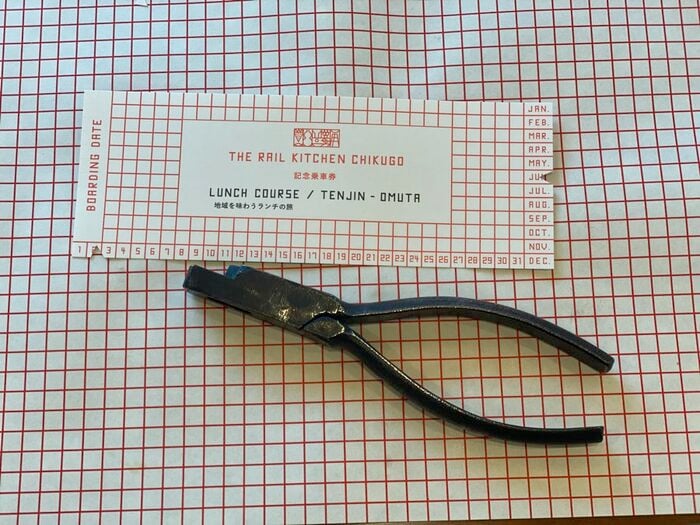 BOARDING DATE
THE RAIL KITCHEN CHIKUGO
記念乗車券
LUNCH COURSE / TENJIN - OMUTA
地域を味わうランチの旅
JAN.
FEB.
MAR.
APR.
MAY.
JU
JUL.
AUG.
SEP.
OCT.
NOV.
DEC.
1 3 4 5 6 7 8 9 10 11 12 13 14 15 16 17 18 19 20 21 22 23 24 25 26 27 28 29 30 31